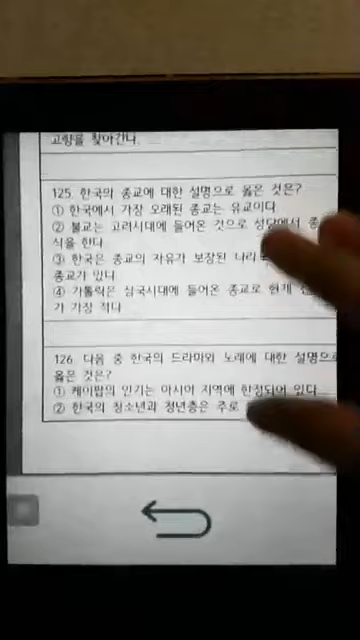 고향을 찾아간다.
125. 한국의 종교에 대한 설명으로 옳은 것은?
① 한국에서 가장 오래된 종교는 유교이다
② 불교는 고려시대에 들어온 것으로 성당에서 종
식을 한다
③ 한국은 종교의 자유가 보장된 나라
종교가 있다
④ 가톨릭은 삼국시대에 들어온 종교로 현재
가 가장 적다
126 다음 중 한국의 드라마와 노래에 대한 설명으로
옳은 것은?
① 케이팝의 인기는 아시아 지역에 한정되어 있다
② 한국의 청소년과 청년층은 주로